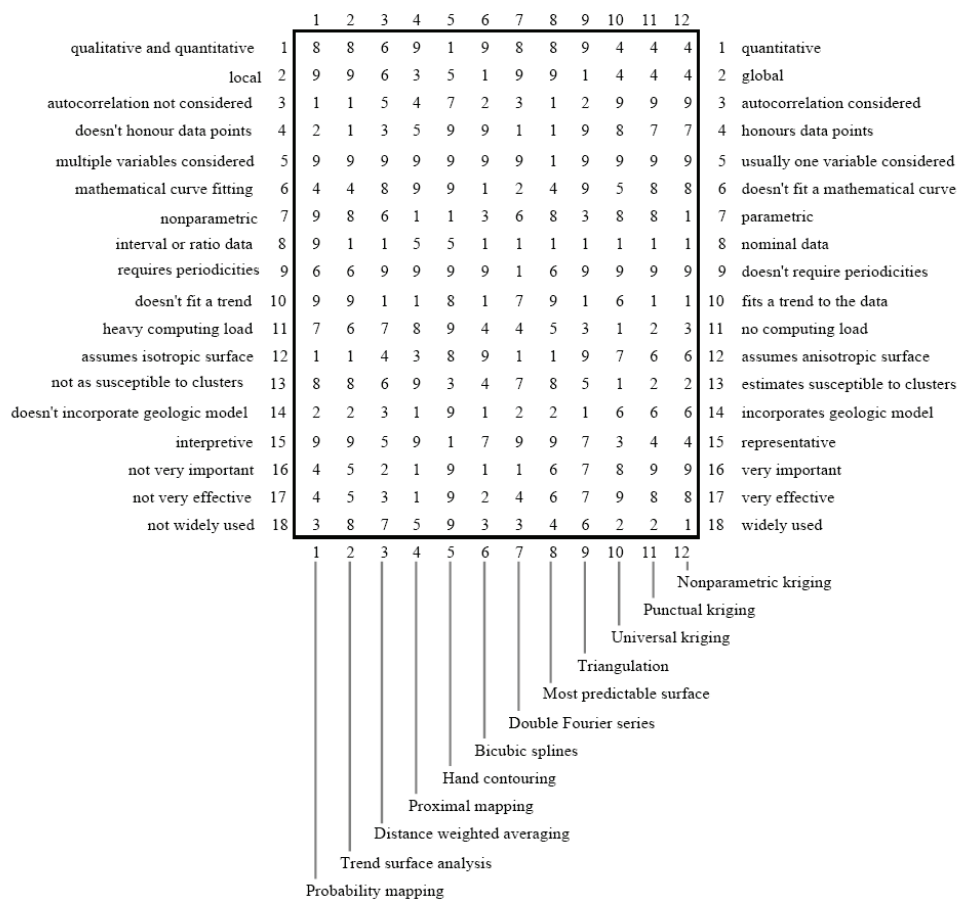 1 2 3 4 5 6 7 8 9 10 11 12
qualitative and quantitative 1 8 8 6 9 1 9 8 8 9 4 4 4 1 quantitative
local 2 9 9 6 3 5 1 9 9 1 4 4 4 2 global
autocorrelation not considered 3 1 1 5 4 7 2 3 1 2 9 9 9 3 autocorrelation considered
doesn't honour data points 4 2 1 3 5 9 9 1 1 9 8 7 7 4 honours data points
multiple variables considered 5 9 9 9 9 9 9 9 1 9 9 9 9 5 usually one variable considered
mathematical curve fitting 6 4 4 8 9 9 1 2 4 9 5 8 8 6 doesn't fit a mathematical curve
nonparametric 7 9 8 6 1 1 3 6 8 3 8 8 1 7 parametric
interval or ratio data 8 9 1 1 5 5 1 1 1 1 1 1 1 8 nominal data
requires periodicities 9 6 6 9 9 9 9 1 6 9 9 9 9 9 doesn't require periodicities
doesn't fit a trend 10 9 9 1 1 8 1 7 9 1 6 1 1 10 fits a trend to the data
heavy computing load 11 7 6 7 8 9 4 4 5 3 1 2 3 11 no computing load
assumes isotropic surface 12 1 1 4 3 8 9 1 1 9 7 6 6 12 assumes anisotropic surface
not as susceptible to clusters 13 8 8 6 9 3 4 7 8 5 1 2 2 13 estimates susceptible to clusters
doesn't incorporate geologic model 14 2 2 3 1 9 1 2 2 1 6 6 6 14 incorporates geologic model
interpretive 15 9 9 5 9 1 7 9 9 7 3 4 4 15 representative
not very important 16 4 5 2 1 9 1 1 6 7 8 9 9 16 very important
not very effective 17 4 5 3 1 9 2 4 6 7 9 8 8 17 very effective
not widely used 18 3 8 7 5 9 3 3 4 6 2 2 1 18 widely used
1 2 3 4 5 6 7 8 9 10 11 12
Nonparametric kriging
Punctual kriging
Universal kriging
Triangulation
Most predictable surface
Double Fourier series
Bicubic splines
Hand contouring
Proximal mapping
Distance weighted averaging
Trend surface analysis
Probability mapping